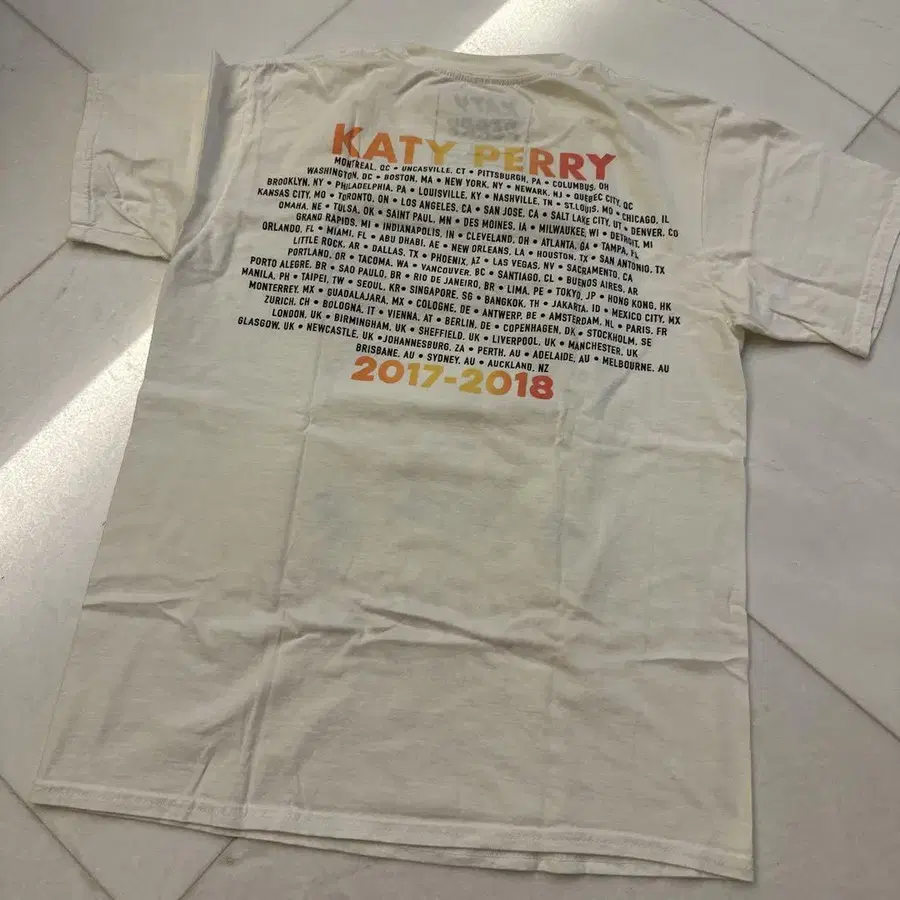 KATY PERRY
MONTREAL, QC • UNCASVILLE, CT • PITTSBURGH, PA • COLUMBUS, OH
WASHINGTON, DC • BOSTON, MA • NEW YORK, NY • NEWARK, NJ • QUEBEC CITY, QC
BROOKLYN, NY • PHILADELPHIA, PA • LOUISVILLE, KY • NASHVILLE, TN • ST.LOUIS, MO • CHICAGO, IL
KANSAS CITY, MO • TORONTO, ON • LOS ANGELES, CA • SAN JOSE, CA • SALT LAKE CITY, UT • DENVER, CO
OMAHA, NE • TULSA, OK • SAINT PAUL, MN • DES MOINES, IA • MILWAUKEE, WI • DETROIT, MI
GRAND RAPIDS, MI • INDIANAPOLIS, IN • CLEVELAND, OH • ATLANTA, GA • TAMPA, FL
ORLANDO, FL • MIAMI, FL • ABU DHABI, AE • NEW ORLEANS, LA • HOUSTON, TX • SAN ANTONIO, TX
LITTLE ROCK, AR • DALLAS, TX • PHOENIX, AZ • LAS VEGAS, NV • SACRAMENTO, CA
PORTLAND, OR • TACOMA, WA • VANCOUVER, BC • SANTIAGO, CL • BUENOS AIRES, AR
PORTO ALEGRE, BR • SAO PAULO, BR • RIO DE JANEIRO, BR • LIMA, PE • TOKYO, JP • HONG KONG, HK
MANILA, PH • TAIPEI, TW • SEOUL, KR • SINGAPORE, SG • BANGKOK, TH • JAKARTA, ID • MEXICO CITY, MX
MONTERREY, MX • GUADALAJARA, MX • COLOGNE, DE • ANTWERP, BE • AMSTERDAM, NL • PARIS, FR
ZURICH, CH • BOLOGNA, IT • VIENNA, AT • BERLIN, DE • COPENHAGEN, DK • STOCKHOLM, SE
LONDON, UK • BIRMINGHAM, UK • SHEFFIELD, UK • LIVERPOOL, UK • MANCHESTER, UK
GLASGOW, UK • NEWCASTLE, UK • JOHANNESBURG, ZA • PERTH, AU • ADELAIDE, AU • MELBOURNE, AU
BRISBANE, AU • SYDNEY, AU • AUCKLAND, NZ
2017-2018